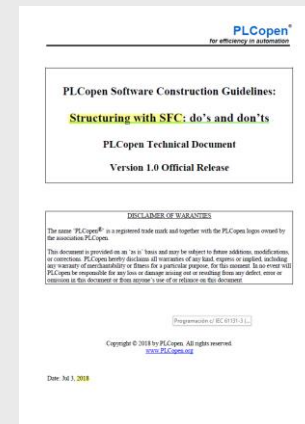 PLCopen®
for efficiency in automation
PLCopen Software Construction Guidelines:
Structuring with SFC: do's and don'ts
PLCopen Technical Document
Version 1.0 Official Release
DISCLAIMER OF WARANTIES
The name 'PLCopen®' is a registered trade mark and together with the PLCopen logos owned by
the association PLCopen.
This document is provided on an 'as is' basis and may be subject to future additions, modifications,
or corrections. PLCopen hereby disclaims all warranties of any kind, express or implied, including
any warranty of merchantability or fitness for a particular purpose, for this moment. In no event will
PLCopen be responsible for any loss or damage arising out or resulting from any defect, error or
omission in this document or from anyone's use of or reliance on this document.
Programación c/ IEC 61131-3 (...
Copyright © 2018 by PLCopen. All rights reserved.
www.PLCopen.org
Date: Jul 3, 2018